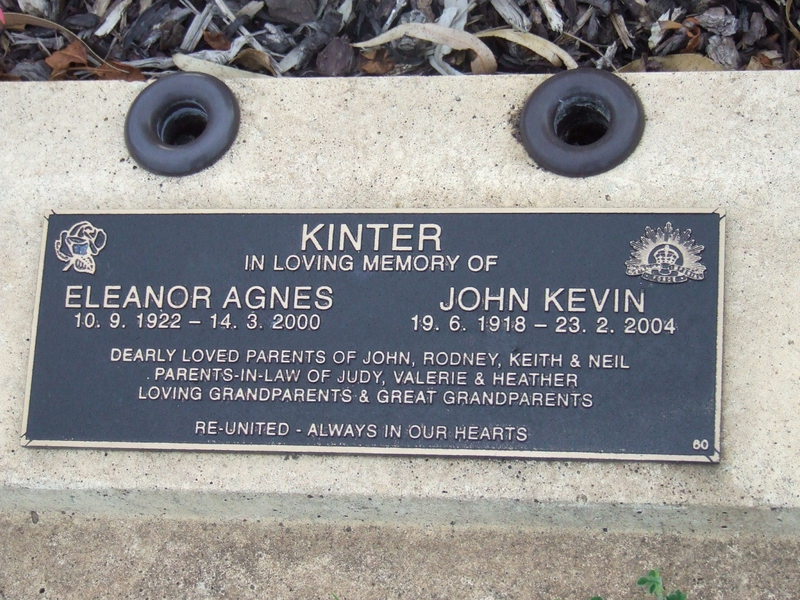 KINTER
IN LOVING MEMORY OF
ELEANOR AGNES
10. 9. 1922 – 14. 3. 2000
JOHN KEVIN
19. 6. 1918 – 23. 2. 2004
DEARLY LOVED PARENTS OF JOHN, RODNEY, KEITH & NEIL
PARENTS-IN-LAW OF JUDY, VALERIE & HEATHER
LOVING GRANDPARENTS & GREAT GRANDPARENTS
RE-UNITED - ALWAYS IN OUR HEARTS
60